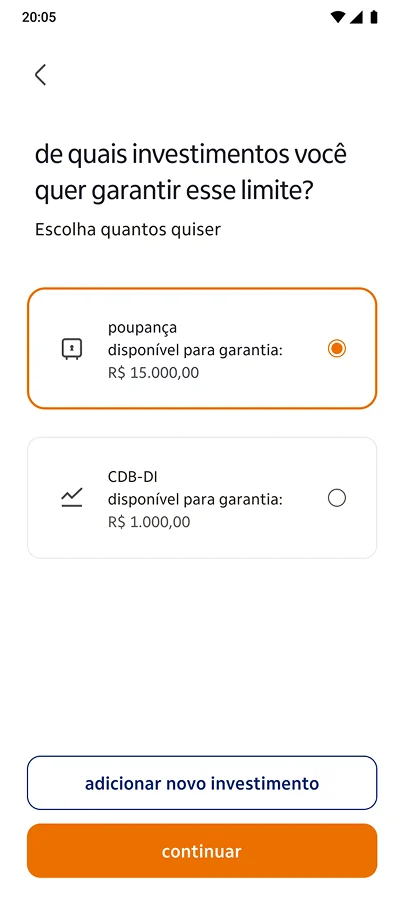 20:05
de quais investimentos você
quer garantir esse limite?
Escolha quantos quiser
poupança
disponível para garantia:
R$ 15.000,00
CDB-DI
disponível para garantia:
R$ 1.000,00
adicionar novo investimento
continuar